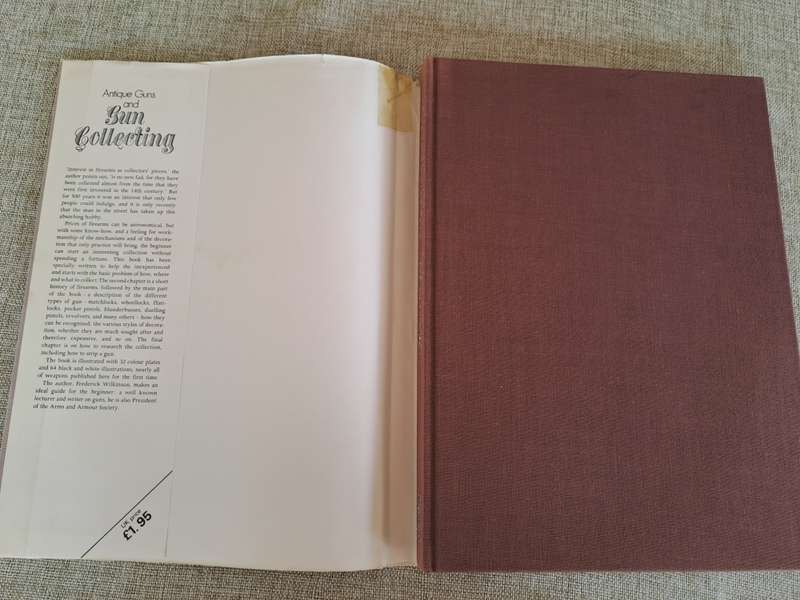 Antique Guns
and
Gun
Collecting
'Interest in firearms as collectors' pieces,' the
author points out, 'is no new fad, for they have
been collected almost from the time that they
were first invented in the 14th century.' But
for 500 years it was an interest that only few
people could indulge, and it is only recently
that the man in the street has taken up this
absorbing hobby.
Prices of firearms can be astronomical, but
with some know-how, and a feeling for work-
manship of the mechanisms and of the decora-
tion that only practice will bring, the beginner
can start an interesting collection without
spending a fortune. This book has been
specially written to help the inexperienced
and starts with the basic problem of how, where
and what to collect. The second chapter is a short
history of firearms, followed by the main part
of the book - a description of the different
types of gun - matchlocks, wheellocks, flint-
locks, pocket pistols, blunderbusses, duelling
pistols, revolvers, and many others - how they
can be recognised, the various styles of decora-
tion, whether they are much sought after and
therefore expensive, and so on. The final
chapter is on how to research the collection,
including how to strip a gun.
The book is illustrated with 32 colour plates
and 64 black and white illustrations, nearly all
of weapons published here for the first time.
The author, Frederick Wilkinson, makes an
ideal guide for the beginner; a well known
lecturer and writer on guns, he is also President
of the Arms and Armour Society.
UK price
£1.95